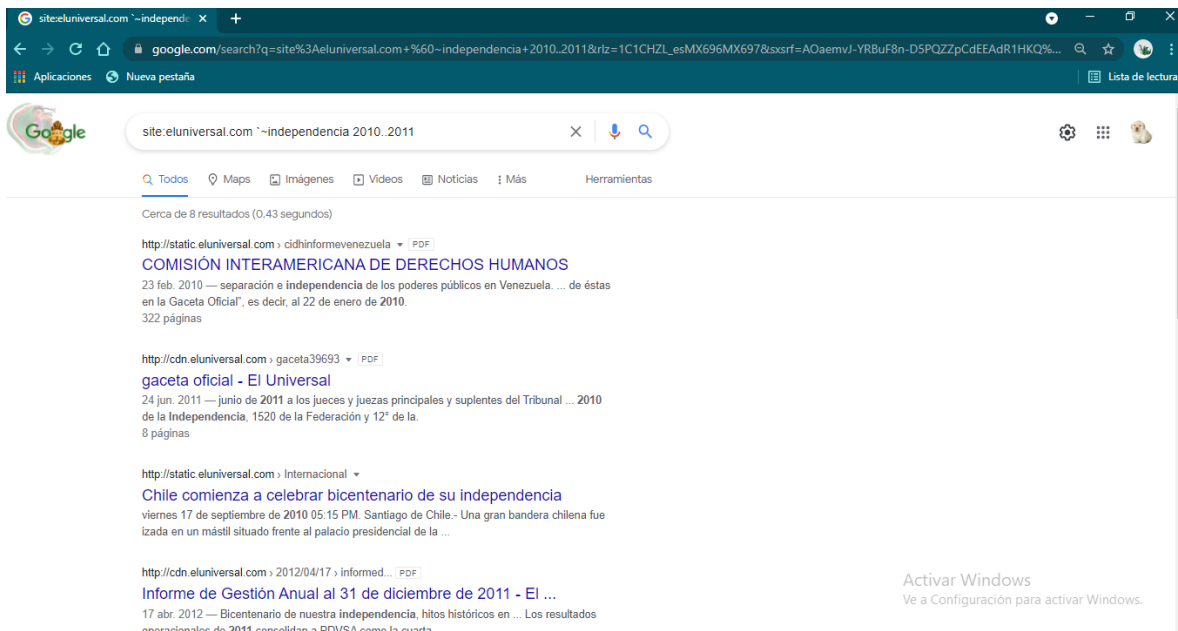 site:eluniversal.com `~independe
google.com/search?q=site%3Aeluniversal.com+%60~independencia+2010..2011&rlz=1C1CHZL_esMX696MX697&sxsrf=AOaemvJ-YRBuF8n-D5PQZZpCdEEAdR1HKQ%...
Aplicaciones Nueva pestaña Lista de lectura
Google
site:eluniversal.com `~independencia 2010..2011
Todos Maps Imágenes Videos Noticias Más Herramientas
Cerca de 8 resultados (0.43 segundos)
http://static.eluniversal.com › cidhinformevenezuela PDF
COMISIÓN INTERAMERICANA DE DERECHOS HUMANOS
23 feb. 2010 — separación e independencia de los poderes públicos en Venezuela. ... de éstas
en la Gaceta Oficial”, es decir, al 22 de enero de 2010.
322 páginas
http://cdn.eluniversal.com › gaceta39693 PDF
gaceta oficial - El Universal
24 jun. 2011 — junio de 2011 a los jueces y juezas principales y suplentes del Tribunal ... 2010
de la Independencia, 1520 de la Federación y 12° de la.
8 páginas
http://static.eluniversal.com › Internacional
Chile comienza a celebrar bicentenario de su independencia
viernes 17 de septiembre de 2010 05:15 PM. Santiago de Chile.- Una gran bandera chilena fue
izada en un mástil situado frente al palacio presidencial de la ...
http://cdn.eluniversal.com › 2012/04/17 › informed... PDF
Informe de Gestión Anual al 31 de diciembre de 2011 - El ...
17 abr. 2012 — Bicentenario de nuestra independencia, hitos históricos en ... Los resultados
operacionales de 2011 consolidan a PDVSA como la cuarta
Activar Windows
Ve a Configuración para activar Windows.